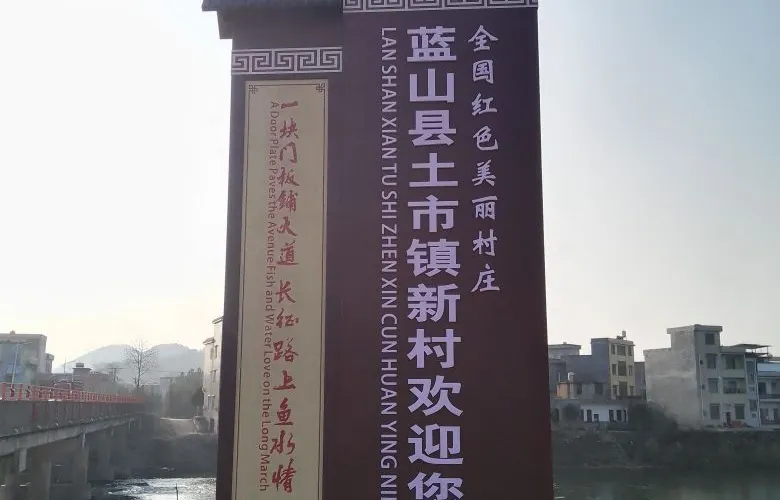 全国红色美丽村庄
蓝山县土市镇新村欢迎您
LAN SHAN XIAN TU SHI ZHEN XIN CUN HUAN YING NI
一块门板铺大道 长征路上鱼水情
A Door Plate Paves the Avenue Fish and Water Love on the Long March